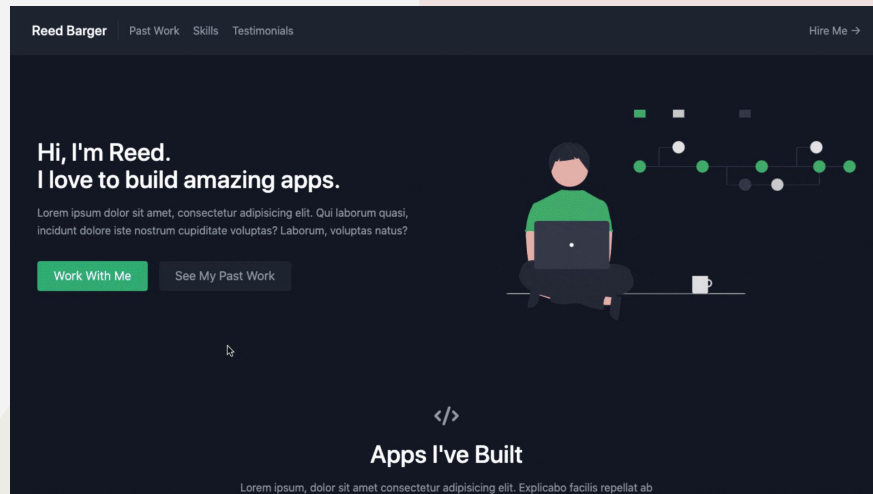 Reed Barger Past Work Skills Testimonials Hire Me →
Hi, I'm Reed.
I love to build amazing apps.
Lorem ipsum dolor sit amet, consectetur adipisicing elit. Qui laborum quasi,
incidunt dolore iste nostrum cupiditate voluptas? Laborum, voluptas natus?
Work With Me See My Past Work
</>
Apps I've Built
Lorem ipsum, dolor sit amet consectetur adipisicing elit. Explicabo facilis repellat ab